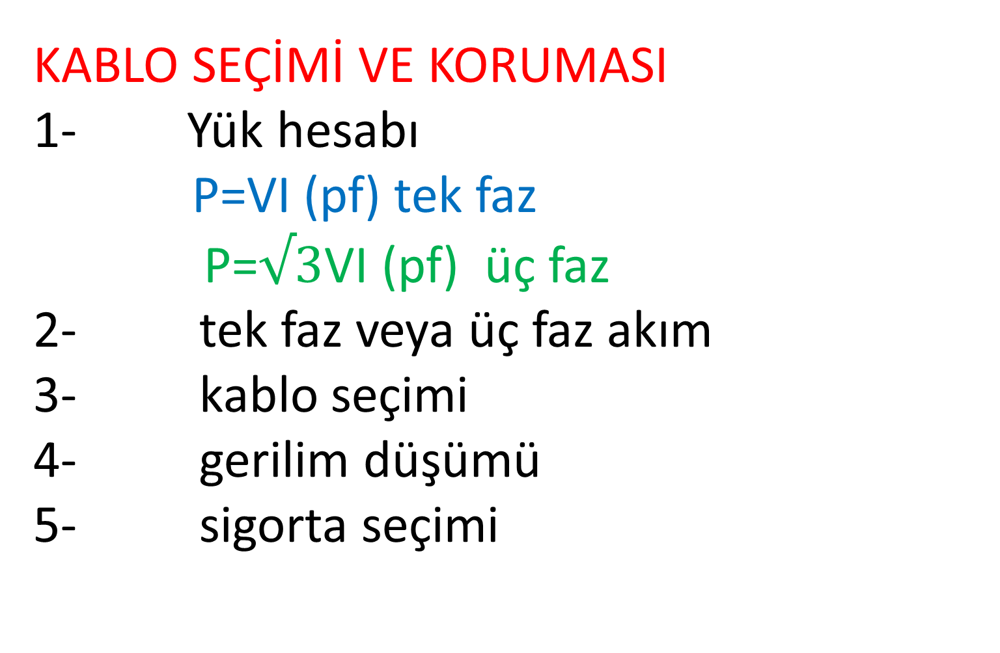 KABLO SEÇİMİ VE KORUMASI
1- Yük hesabı
P=VI (pf) tek faz
P=√3VI (pf) üç faz
2- tek faz veya üç faz akım
3- kablo seçimi
4- gerilim düşümü
5- sigorta seçimi